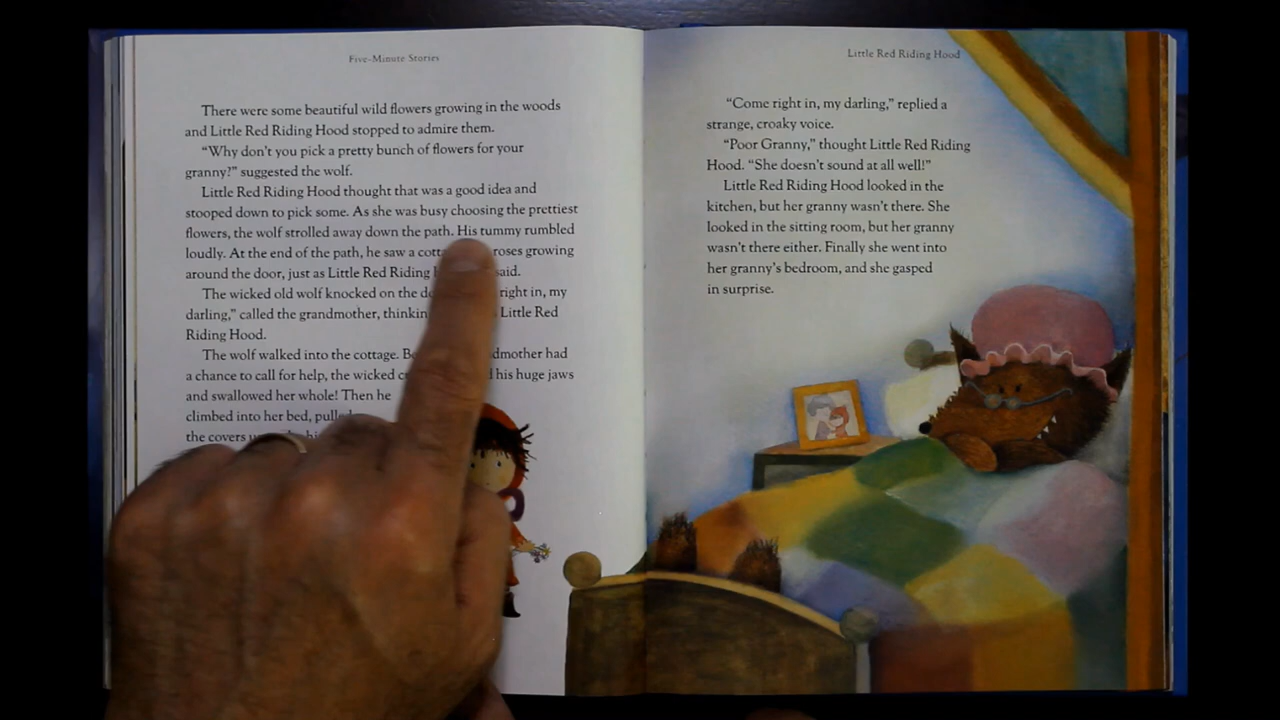 Five-Minute Stories
There were some beautiful wild flowers growing in the woods
and Little Red Riding Hood stopped to admire them.
“Why don’t you pick a pretty bunch of flowers for your
granny?” suggested the wolf.
Little Red Riding Hood thought that was a good idea and
stooped down to pick some. As she was busy choosing the prettiest
flowers, the wolf strolled away down the path. His tummy rumbled
loudly. At the end of the path, he saw a roses growing
around the door, just as Little Red Riding said.
The wicked old wolf knocked on the right in, my
darling,” called the grandmother, Little Red
Riding Hood.
The wolf walked into the cottage. had
a chance to call for help, the wicked his huge jaws
and swallowed her whole! Then he
climbed into her bed,
the covers
Little Red Riding Hood
“Come right in, my darling,” replied a
strange, croaky voice.
“Poor Granny,” thought Little Red Riding
Hood. “She doesn’t sound at all well!”
Little Red Riding Hood looked in the
kitchen, but her granny wasn’t there. She
looked in the sitting room, but her granny
wasn’t there either. Finally she went into
her granny’s bedroom, and she gasped
in surprise.